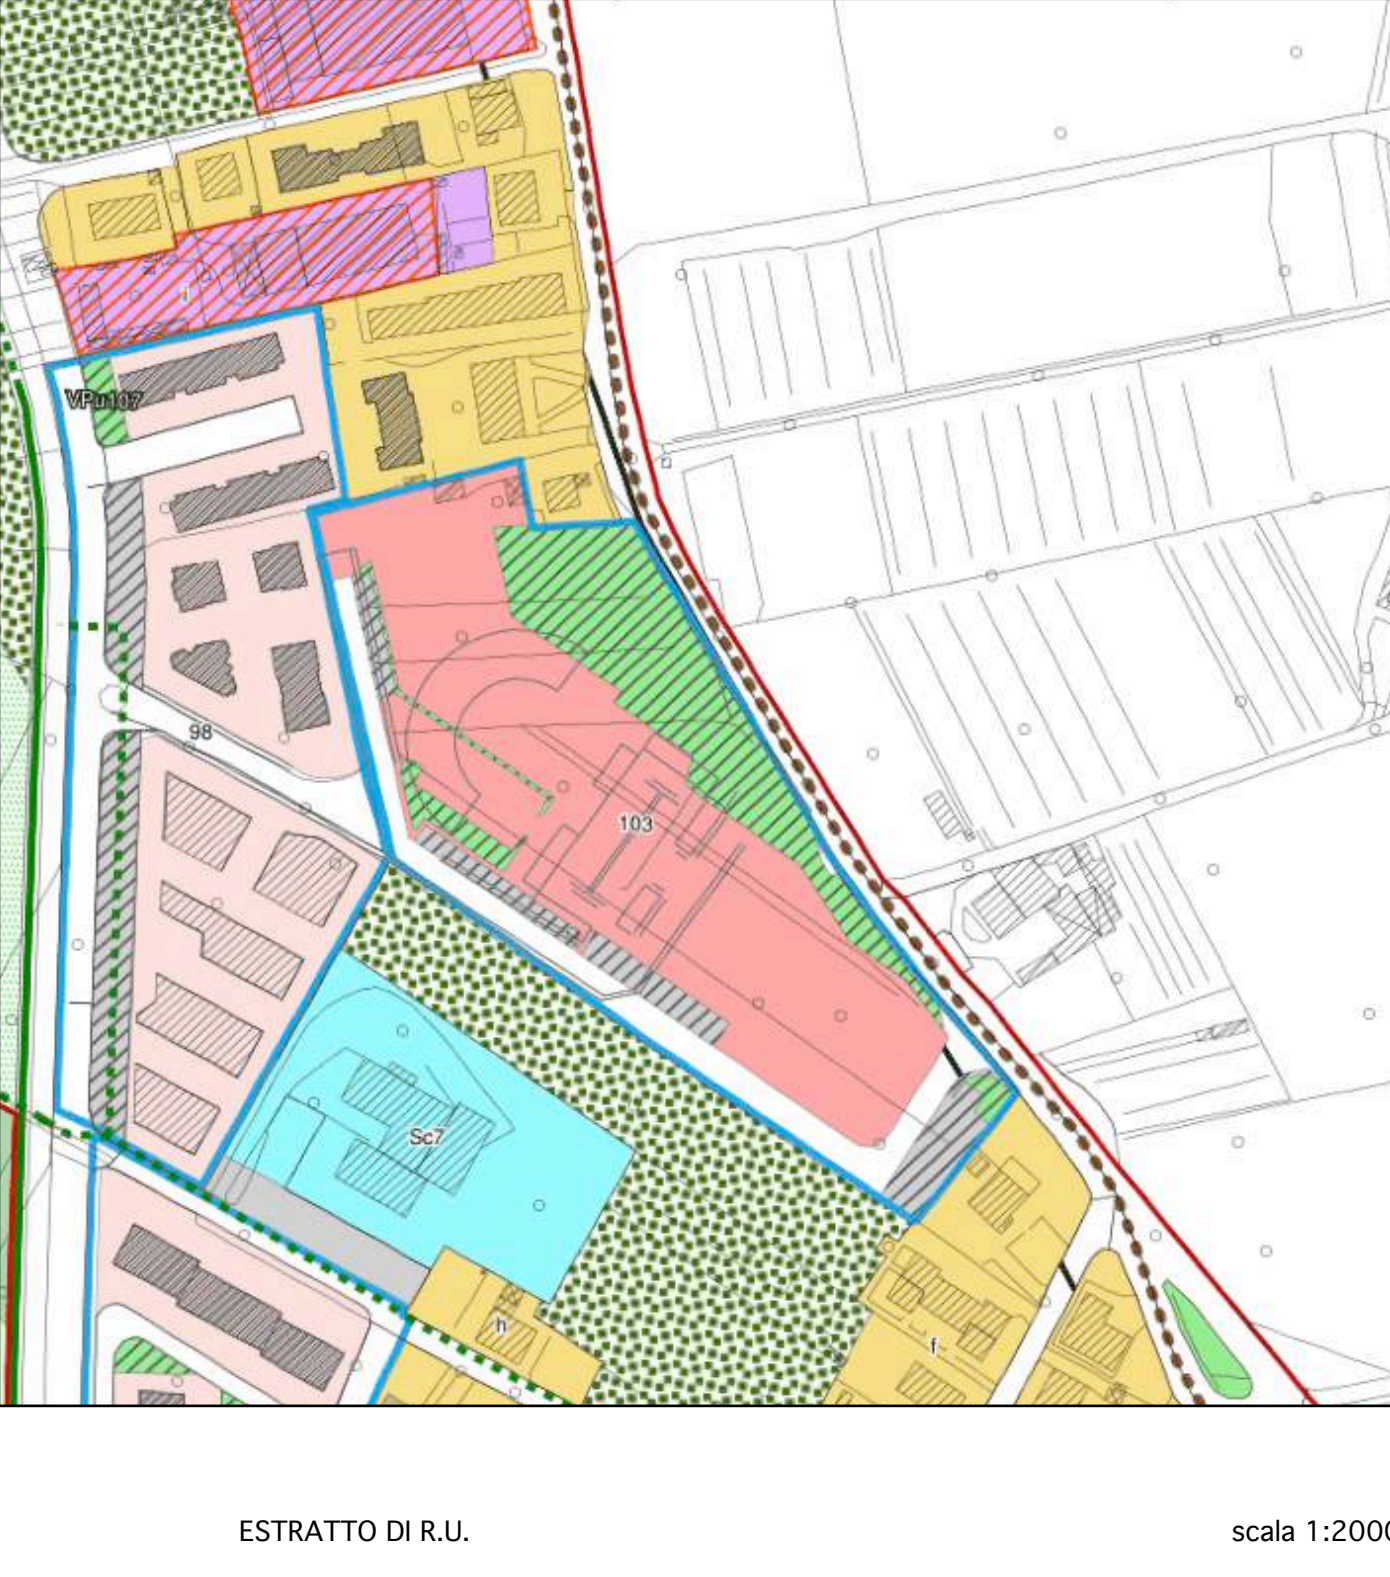 i
VPu107
98
103
Sc7
h
f
ESTRATTO DI R.U.
scala 1:2000